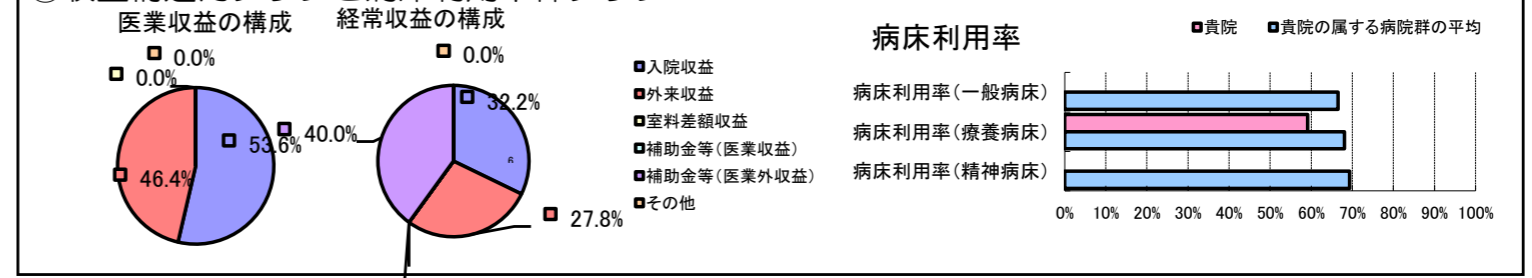 医業収益の構成
0.0%
0.0%
53.6%
46.4%
経常収益の構成
0.0%
32.2%
40.0%
27.8%
入院収益
外来収益
室料差額収益
補助金等(医業収益)
補助金等(医業外収益)
その他
病床利用率
貴院 貴院の属する病院群の平均
病床利用率(一般病床)
病床利用率(療養病床)
病床利用率(精神病床)
0% 10% 20% 30% 40% 50% 60% 70% 80% 90% 100%